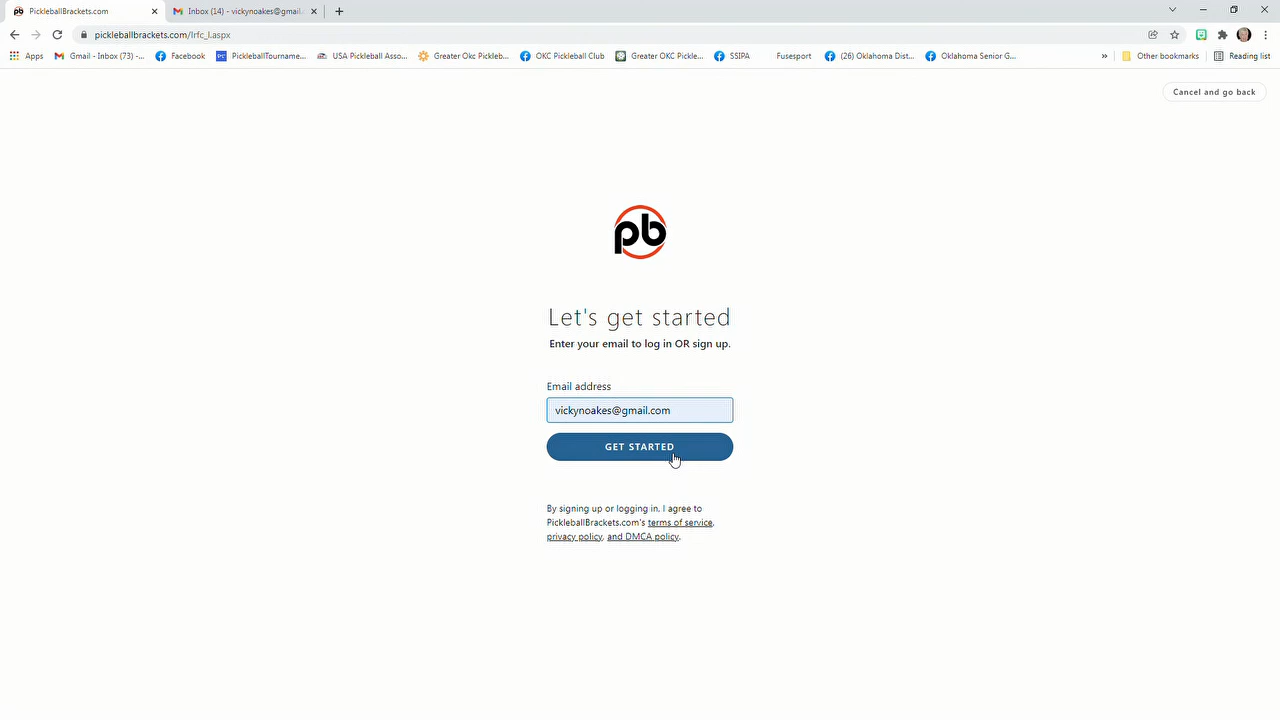 PickleballBrackets.com
Inbox (14) - vickynoakes@gmail.
pickleballbrackets.com/lrfc_l.aspx
Apps
Gmail - Inbox (73) -...
Facebook
PickleballTourname...
USA Pickleball Asso...
Greater Okc Pickleb...
OKC Pickleball Club
Greater OKC Pickle...
SSIPA
Fusesport
(26) Oklahoma Dist...
Oklahoma Senior G...
»
Other bookmarks
Reading list
Cancel and go back
pb
Let's get started
Enter your email to log in OR sign up.
Email address
vickynoakes@gmail.com
GET STARTED
By signing up or logging in, I agree to
PickleballBrackets.com's terms of service,
privacy policy, and DMCA policy.